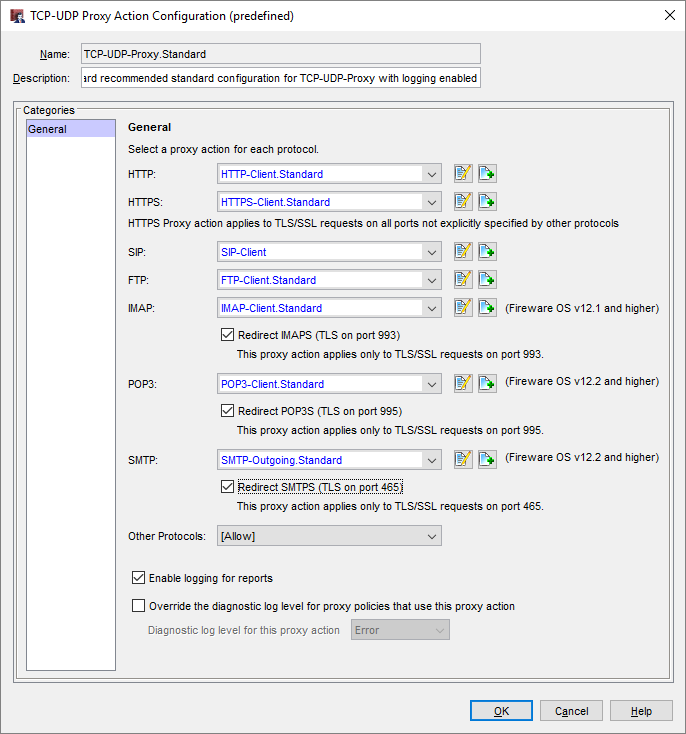 TCP-UDP Proxy Action Configuration (predefined)
Name: TCP-UDP-Proxy.Standard
Description: ard recommended standard configuration for TCP-UDP-Proxy with logging enabled
Categories
General
General
Select a proxy action for each protocol.
HTTP: HTTP-Client.Standard
HTTPS: HTTPS-Client.Standard
HTTPS Proxy action applies to TLS/SSL requests on all ports not explicitly specified by other protocols
SIP: SIP-Client
FTP: FTP-Client.Standard
IMAP: IMAP-Client.Standard (Fireware OS v12.1 and higher)
Redirect IMAPS (TLS on port 993)
This proxy action applies only to TLS/SSL requests on port 993.
POP3: POP3-Client.Standard (Fireware OS v12.2 and higher)
Redirect POP3S (TLS on port 995)
This proxy action applies only to TLS/SSL requests on port 995.
SMTP: SMTP-Outgoing.Standard (Fireware OS v12.2 and higher)
Redirect SMTPS (TLS on port 465)
This proxy action applies only to TLS/SSL requests on port 465.
Other Protocols: [Allow]
Enable logging for reports
Override the diagnostic log level for proxy policies that use this proxy action
Diagnostic log level for this proxy action Error
OK Cancel Help